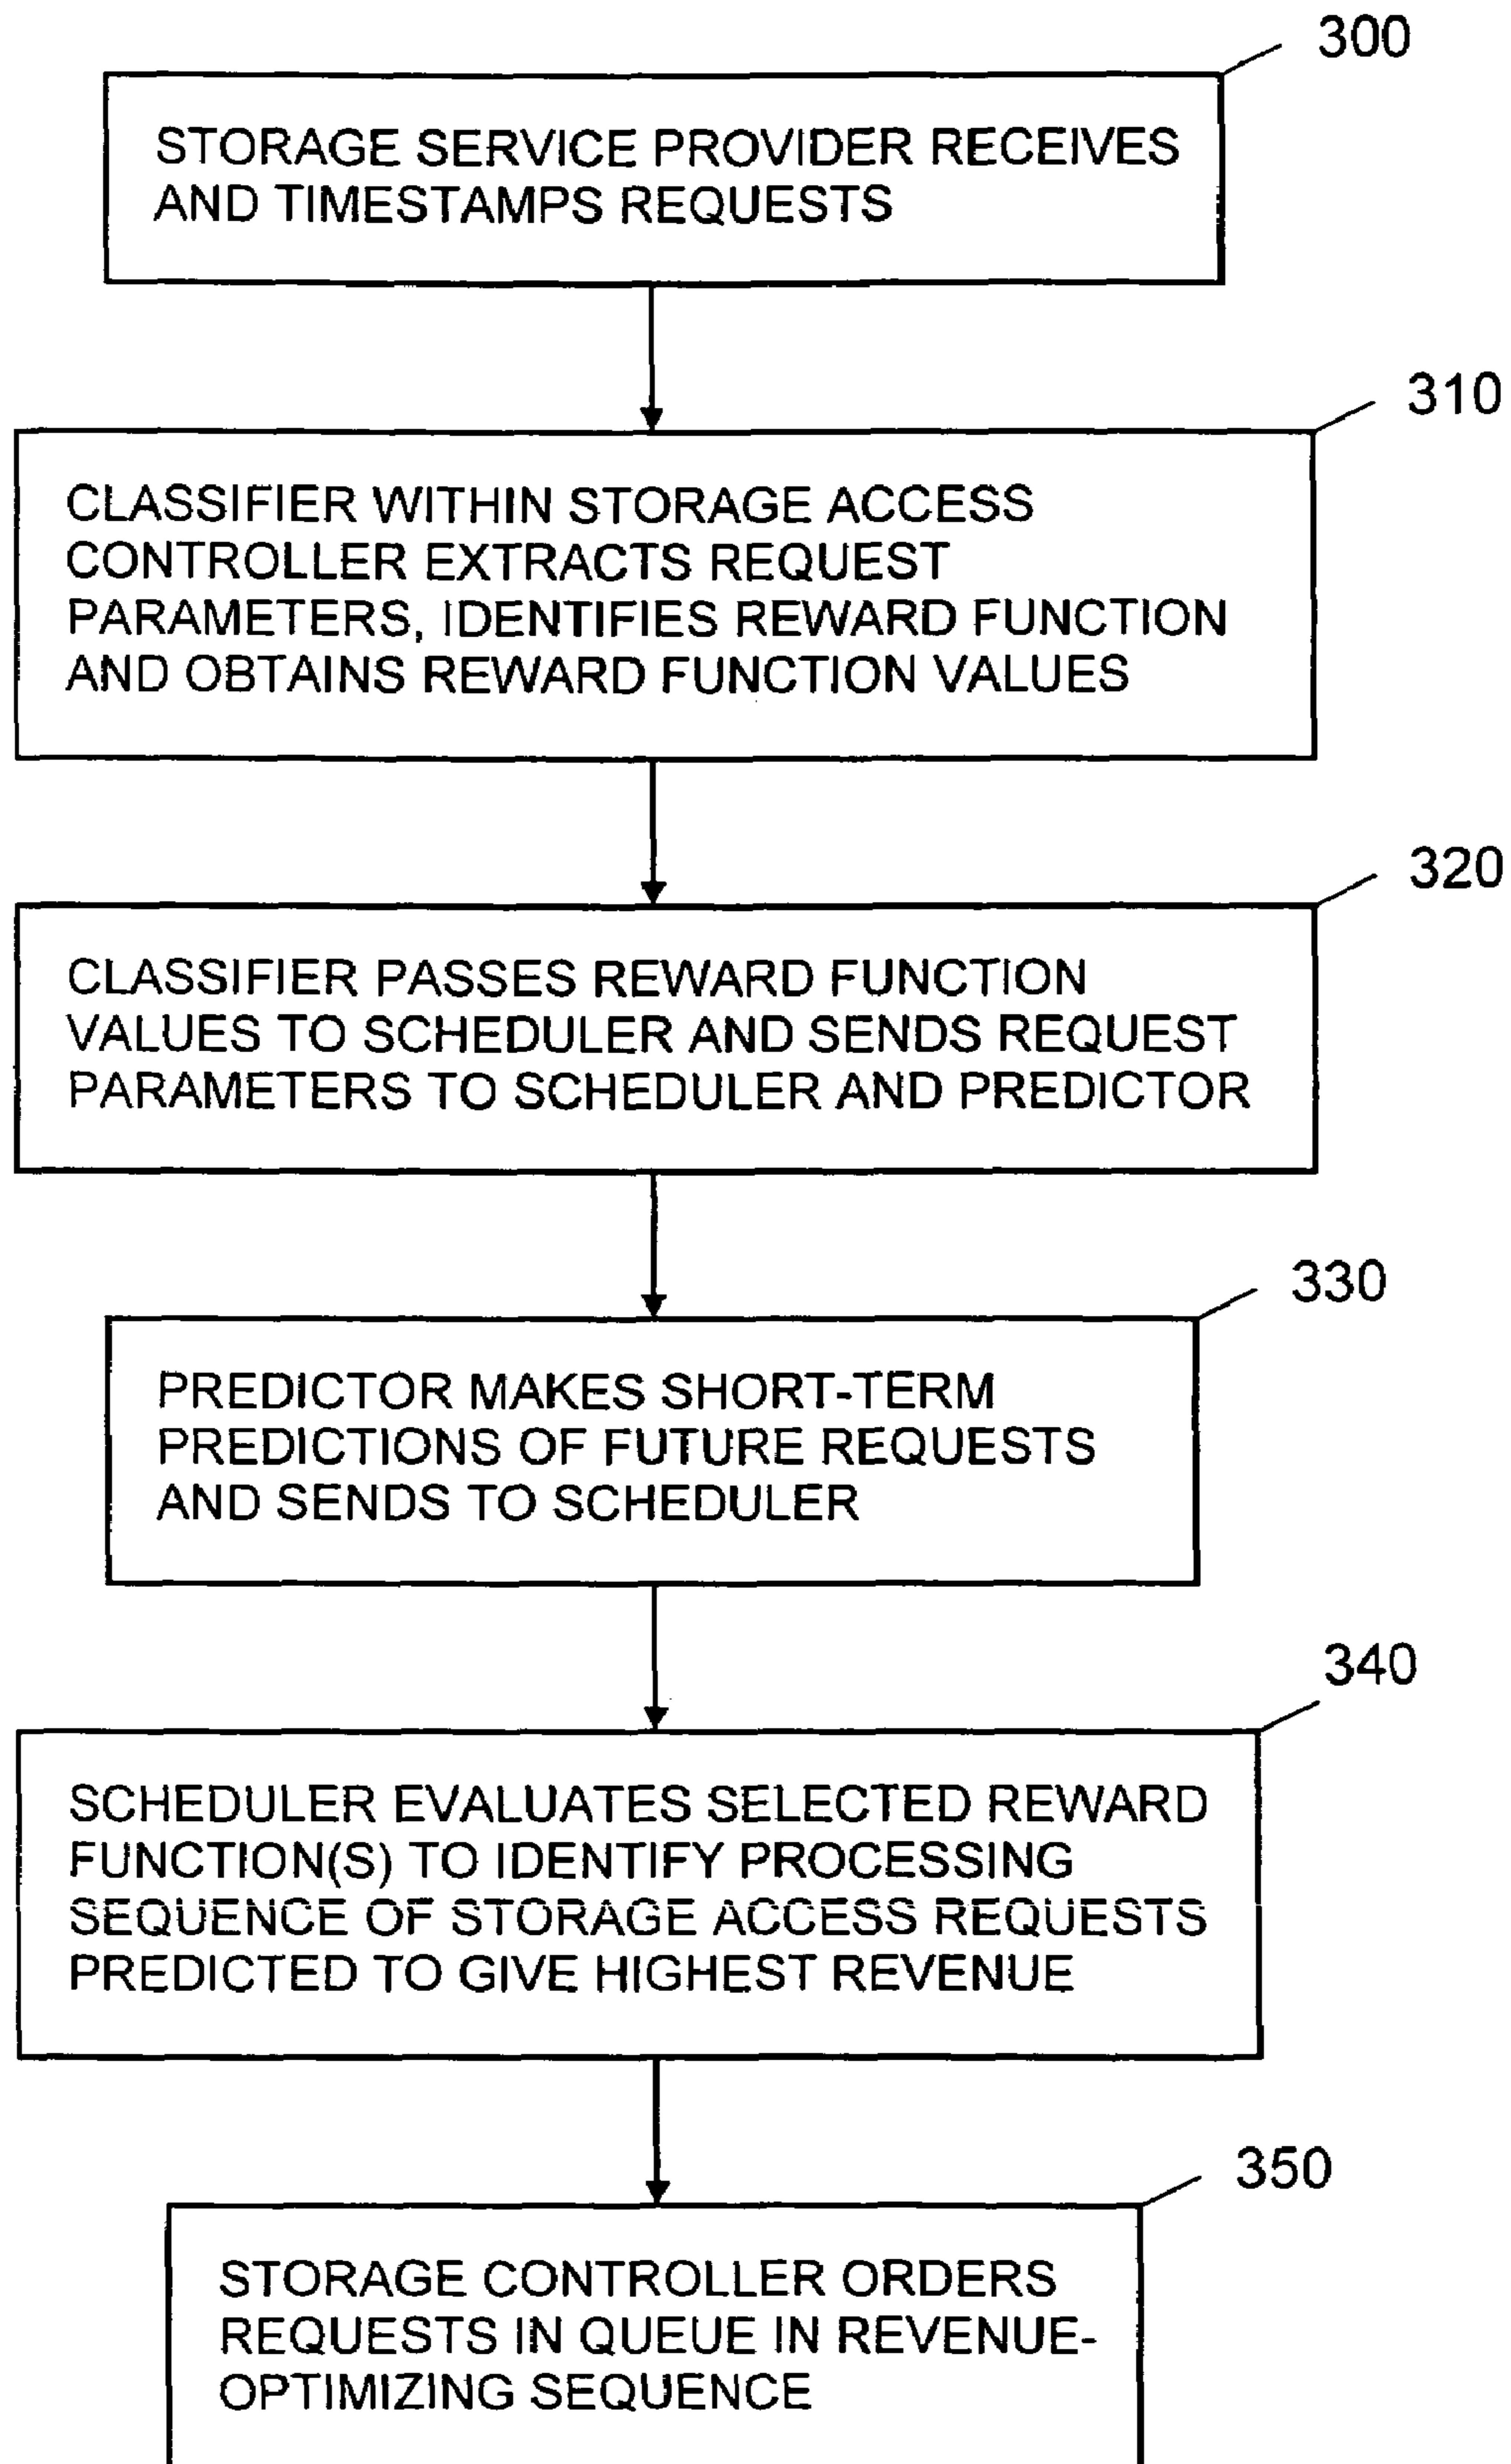 300
STORAGE SERVICE PROVIDER RECEIVES
AND TIMESTAMPS REQUESTS
310
CLASSIFIER WITHIN STORAGE ACCESS
CONTROLLER EXTRACTS REQUEST
PARAMETERS, IDENTIFIES REWARD FUNCTION
AND OBTAINS REWARD FUNCTION VALUES
320
CLASSIFIER PASSES REWARD FUNCTION
VALUES TO SCHEDULER AND SENDS REQUEST
PARAMETERS TO SCHEDULER AND PREDICTOR
330
PREDICTOR MAKES SHORT-TERM
PREDICTIONS OF FUTURE REQUESTS
AND SENDS TO SCHEDULER
340
SCHEDULER EVALUATES SELECTED REWARD
FUNCTION(S) TO IDENTIFY PROCESSING
SEQUENCE OF STORAGE ACCESS REQUESTS
PREDICTED TO GIVE HIGHEST REVENUE
350
STORAGE CONTROLLER ORDERS
REQUESTS IN QUEUE IN REVENUE-
OPTIMIZING SEQUENCE